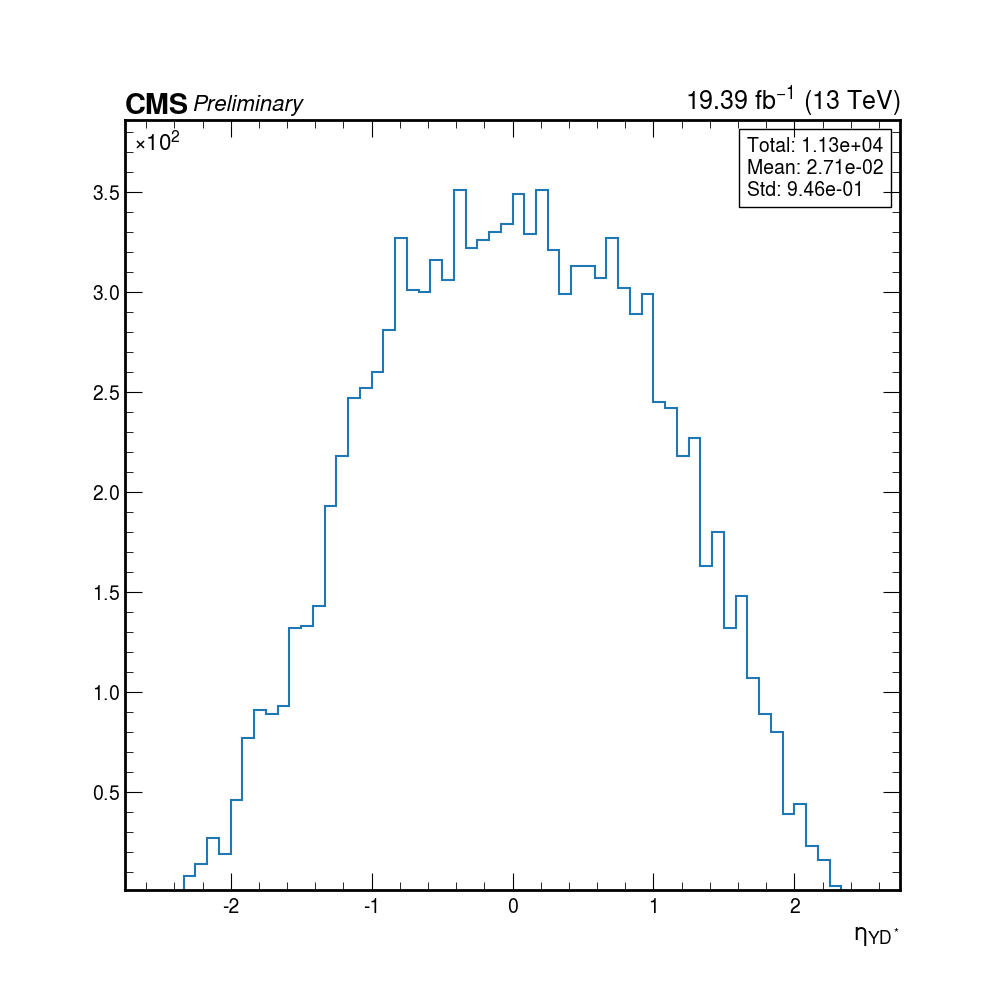 CMS Preliminary 19.39 fb⁻¹ (13 TeV)
×10²
Total: 1.13e+04
Mean: 2.71e-02
Std: 9.46e-01
3.5
3.0
2.5
2.0
1.5
1.0
0.5
-2 -1 0 1 2
η_YD*